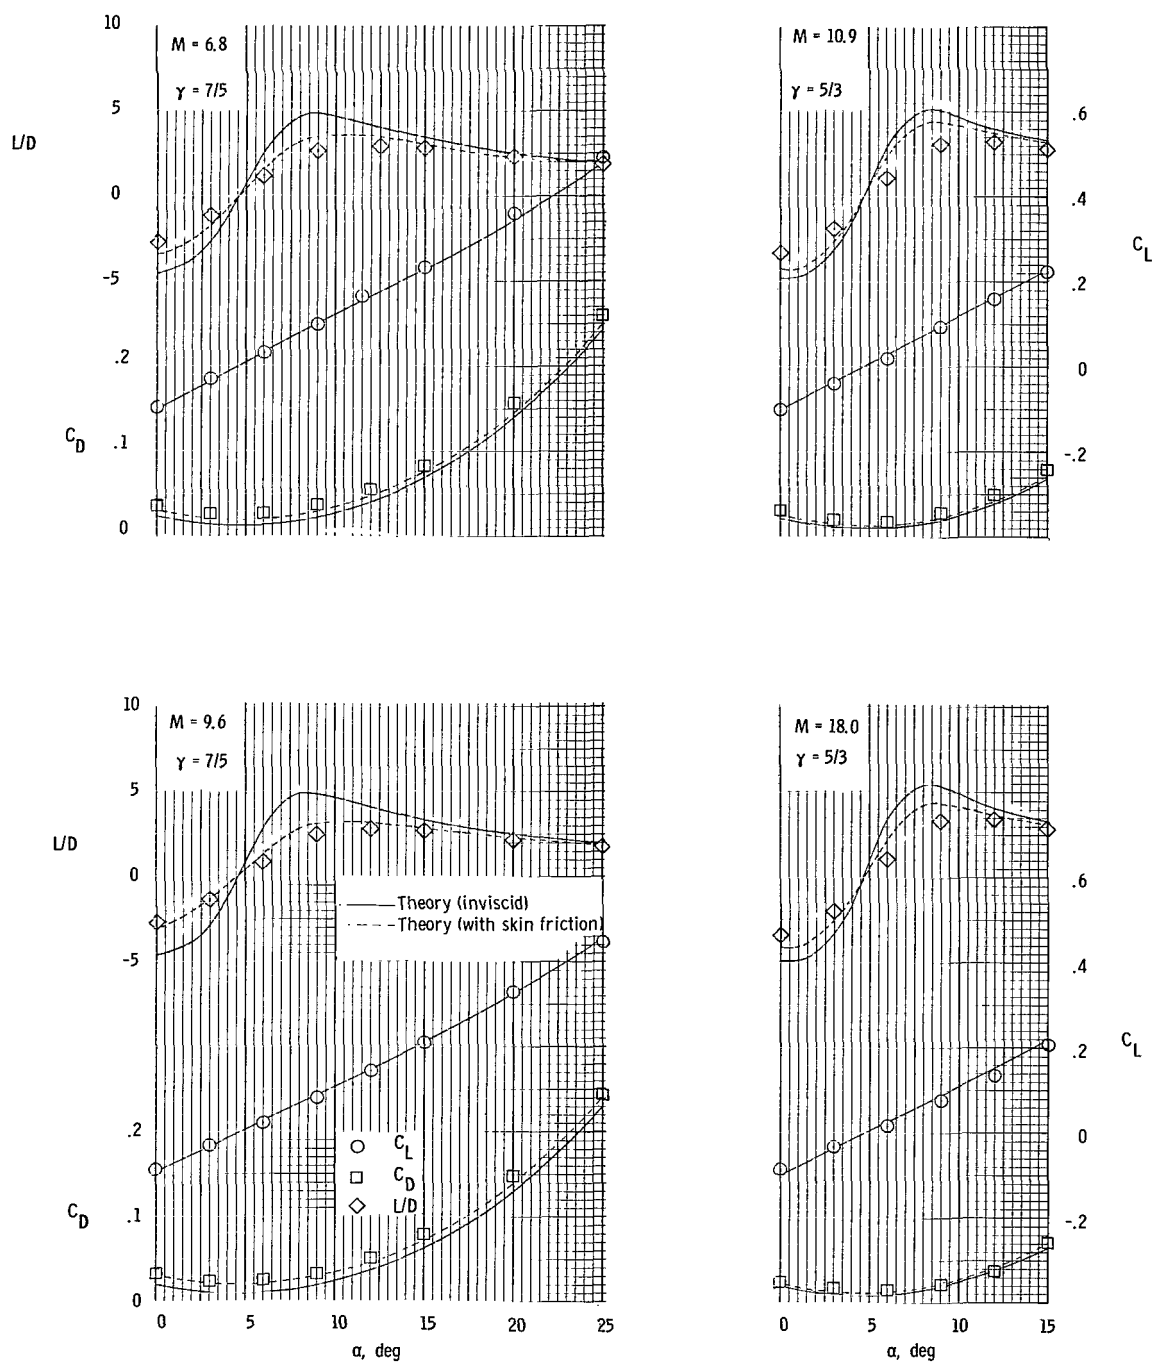 10
M = 6.8
γ = 7/5
5
L/D
0
-5
.2
C_D
.1
0
M = 10.9
γ = 5/3
.6
.4
C_L
.2
0
-.2
10
M = 9.6
γ = 7/5
5
L/D
0
Theory (inviscid)
Theory (with skin friction)
-5
.2
C_L
C_D
L/D
C_D
.1
0
0 5 10 15 20 25
α, deg
M = 18.0
γ = 5/3
.6
.4
.2
C_L
0
-.2
0 5 10 15
α, deg